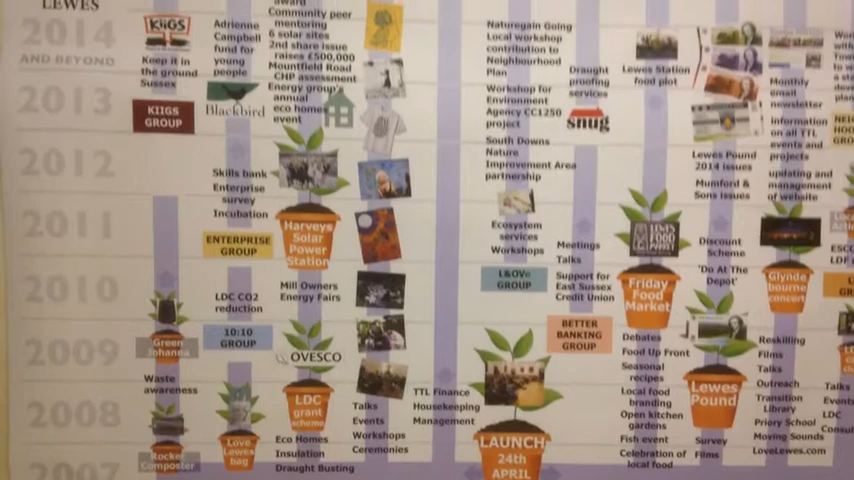 LEWES
2014
AND BEYOND
2013
2012
2011
2010
2009
2008
2007
KiiGS
Keep it in
the ground
Sussex
KIIGS
GROUP
Green
Johanna
Waste
awareness
Rocket
Composter
Adrienne
Campbell
fund for
young
people
Blackbird
Skills bank
Enterprise
survey
Incubation
ENTERPRISE
GROUP
LDC CO2
reduction
10:10
GROUP
Love
Lewes
bag
award
Community peer
mentoring
6 solar sites
2nd share issue
raises £500,000
Mountfield Road
CHP assessment
Energy group's
annual
eco homes
event
Harveys
Solar
Power
Station
Mill Owners
Energy Fairs
OVESCO
LDC
grant
scheme
Eco Homes
Insulation
Draught Busting
Talks
Events
Workshops
Ceremonies
TTL Finance
Housekeeping
Management
Naturegain Going
Local workshop
contribution to
Neighbourhood
Plan
Workshop for
Environment
Agency CC1250
project
South Downs
Nature
Improvement Area
partnership
Ecosystem
services
Workshops
L&OVe
GROUP
LAUNCH
24th
APRIL
Draught
proofing
services
snug
Meetings
Talks
Support for
East Sussex
Credit Union
BETTER
BANKING
GROUP
Lewes Station
food plot
LEWES
FOOD
MARKET
Friday
Food
Market
Debates
Food Up Front
Seasonal
recipes
Local food
branding
Open kitchen
gardens
Fish event
Celebration of
local food
Lewes Pound
2014 issues
Mumford &
Sons issues
Discount
Scheme
'Do At The
Depot'
Lewes
Pound
Survey
Films
Monthly
email
newsletter
Information
on all TTL
events and
projects
updating and
management
of website
Glynde
bourne
concert
Reskilling
Films
Talks
Outreach
Transition
Library
Priory School
Moving Sounds
LoveLewes.com
Talks
Events
LDC